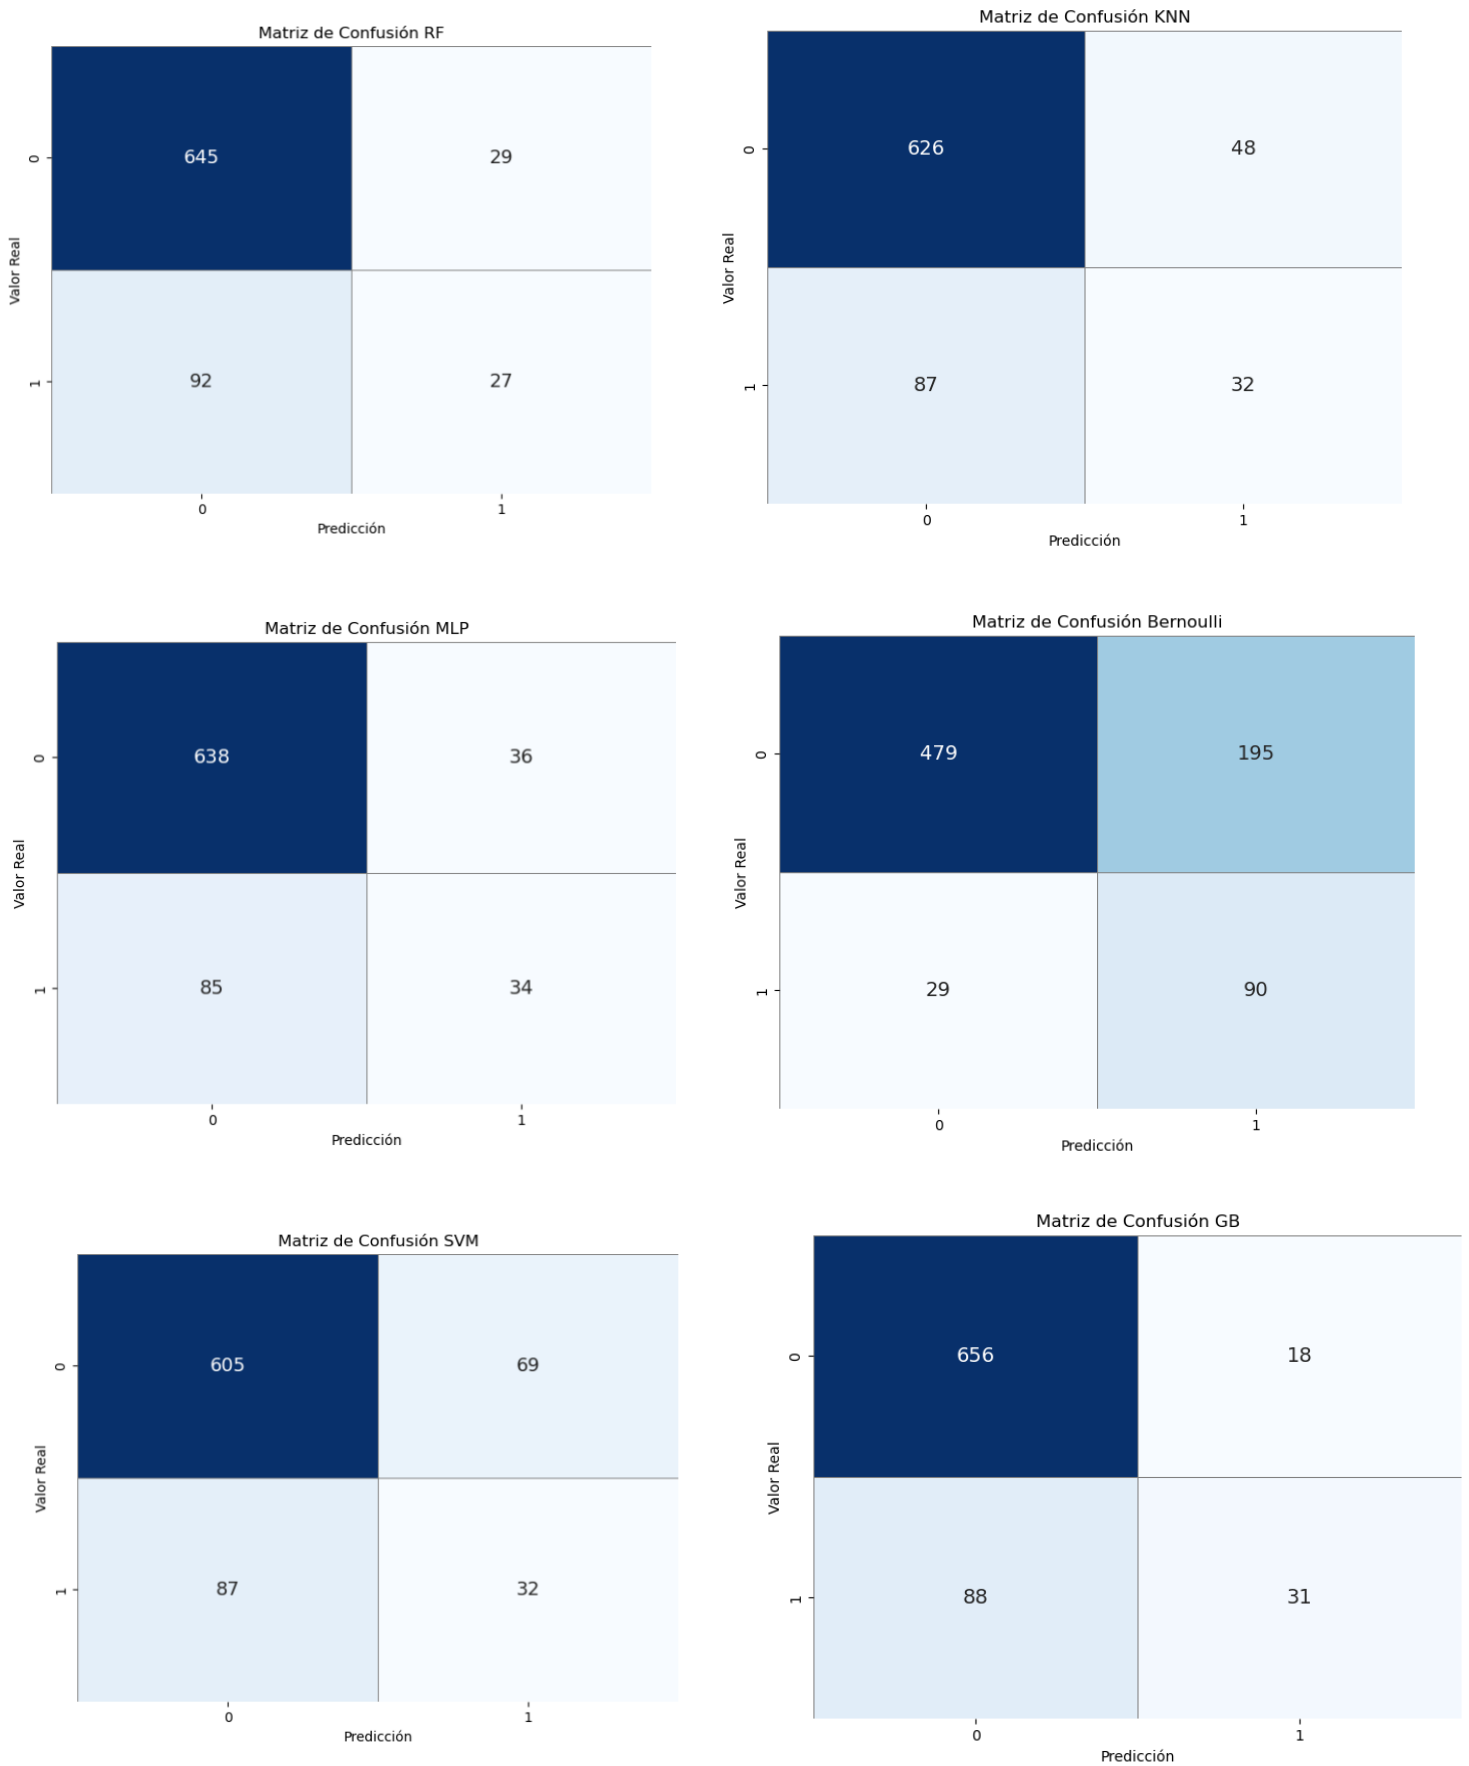 Matriz de Confusión RF
0
645
29
Valor Real
1
92
27
0
1
Predicción
Matriz de Confusión KNN
0
626
48
Valor Real
1
87
32
0
1
Predicción
Matriz de Confusión MLP
0
638
36
Valor Real
1
85
34
0
1
Predicción
Matriz de Confusión Bernoulli
0
479
195
Valor Real
1
29
90
0
1
Predicción
Matriz de Confusión SVM
0
605
69
Valor Real
1
87
32
0
1
Predicción
Matriz de Confusión GB
0
656
18
Valor Real
1
88
31
0
1
Predicción